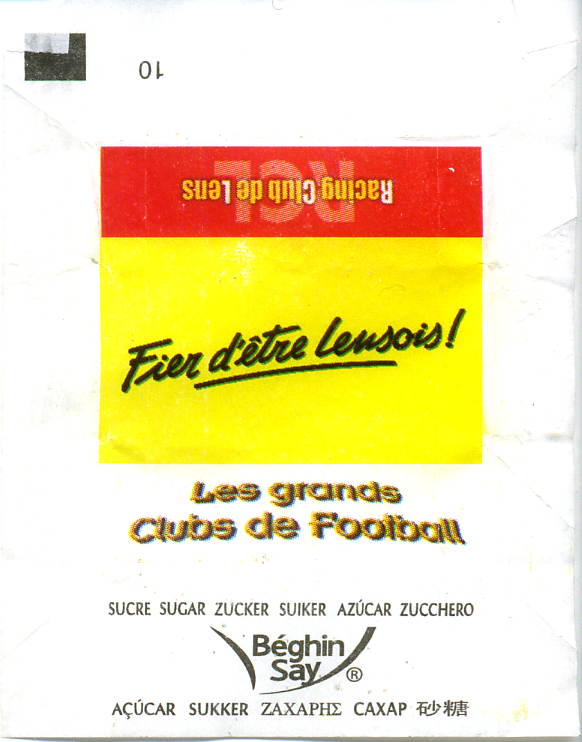 10
RCL
Racing Club de Lens
Fier d'être Lensois!
Les grands
Clubs de Football
SUCRE SUGAR ZUCKER SUIKER AZÚCAR ZUCCHERO
Béghin
Say ®
AÇÚCAR SUKKER ΖΑΧΑΡΗΣ САХАР 砂糖